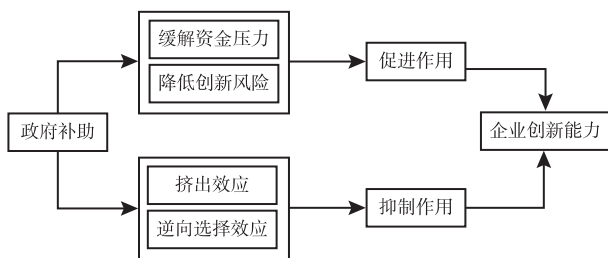 缓解资金压力
降低创新风险
促进作用
政府补助
企业创新能力
挤出效应
逆向选择效应
抑制作用